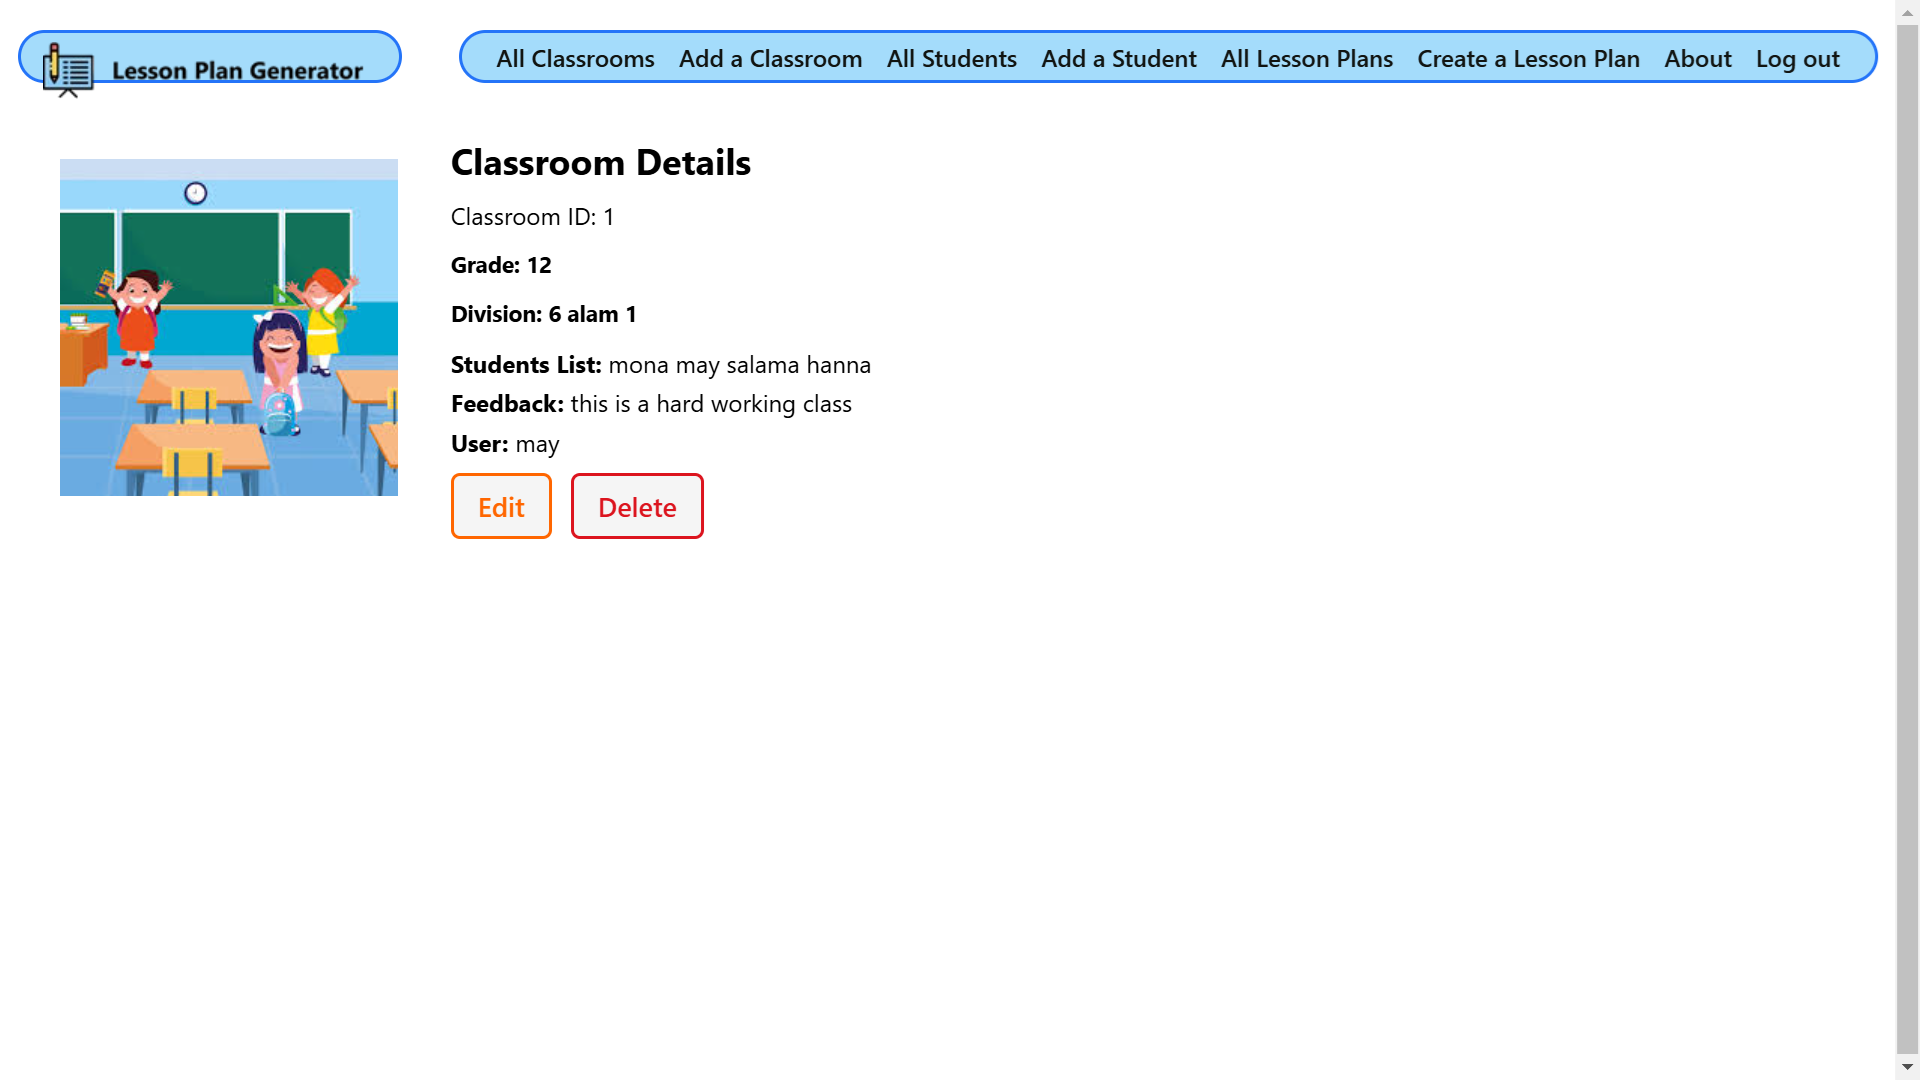 Lesson Plan Generator
All Classrooms Add a Classroom All Students Add a Student All Lesson Plans Create a Lesson Plan About Log out
Classroom Details
Classroom ID: 1
Grade: 12
Division: 6 alam 1
Students List: mona may salama hanna
Feedback: this is a hard working class
User: may
Edit Delete